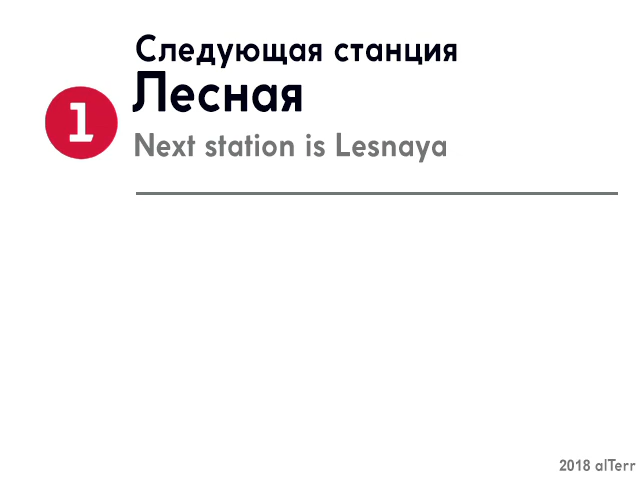 Следующая станция
Лесная
1
Next station is Lesnaya
2018 alTerr